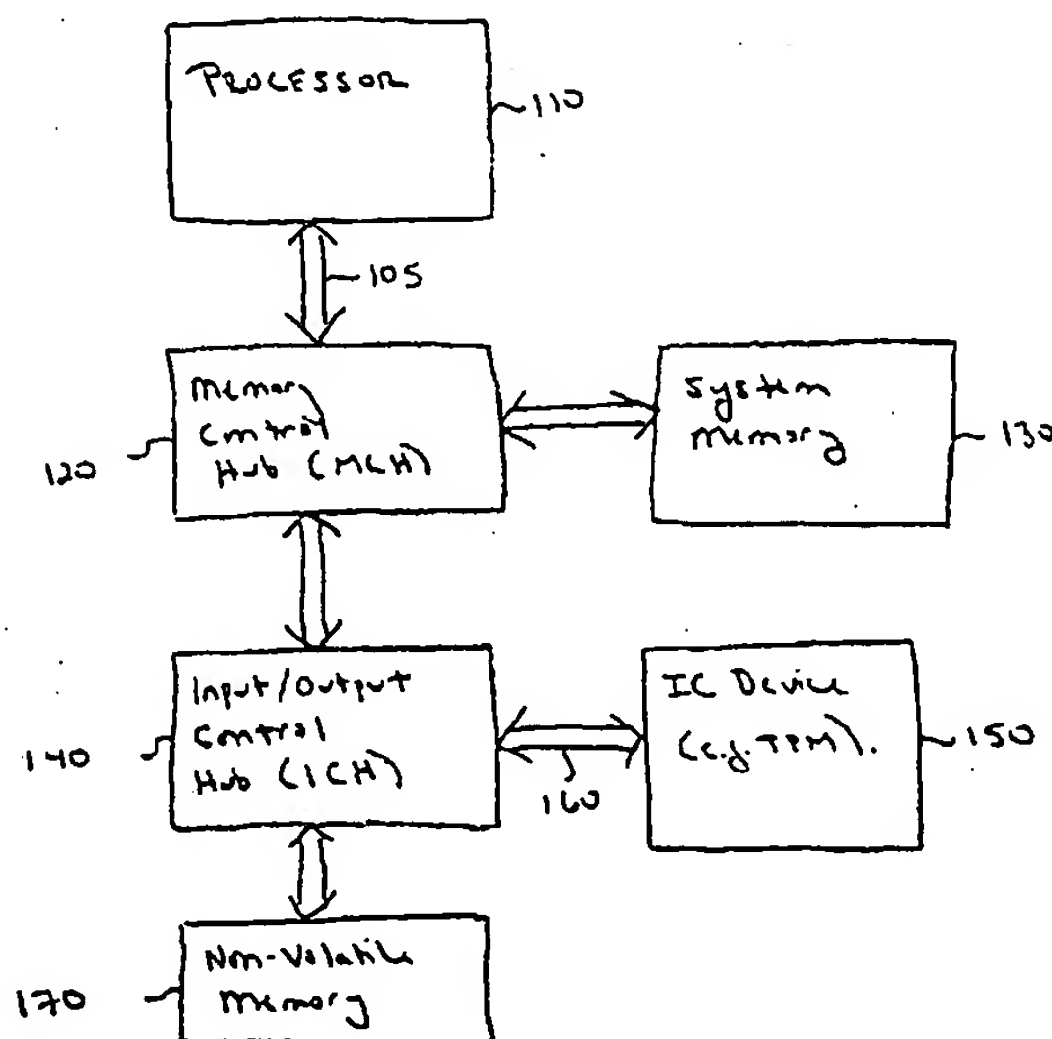 PROCESSOR
110
105
Memory
Control
Hub (MCH)
120
System
Memory
130
Input/Output
Control
Hub (ICH)
140
IC Device
(e.g. TPM).
150
160
Non-Volatile
Memory
170